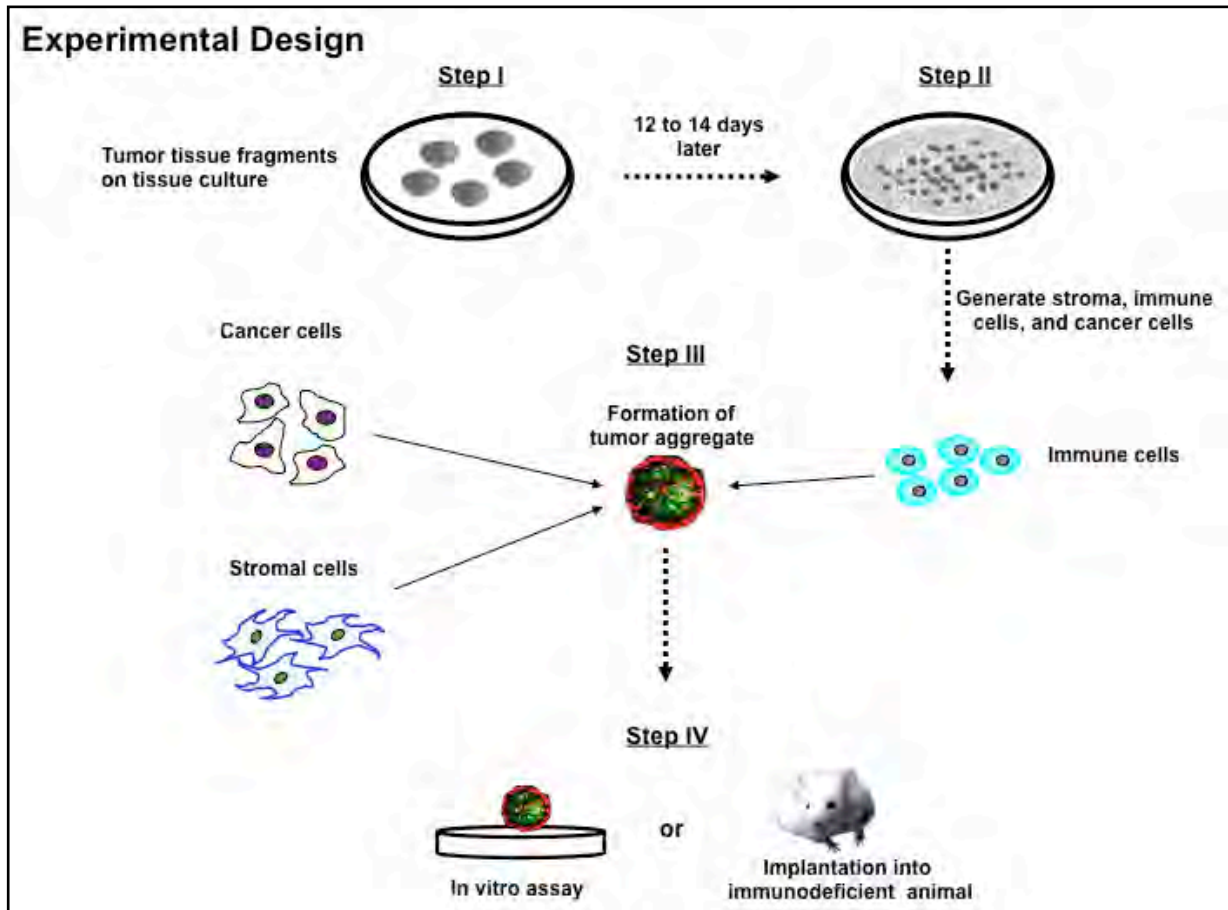 Experimental Design
Step I
Step II
Tumor tissue fragments
on tissue culture
12 to 14 days
later
Generate stroma, immune
cells, and cancer cells
Cancer cells
Step III
Formation of
tumor aggregate
Immune cells
Stromal cells
Step IV
or
In vitro assay
Implantation into
immunodeficient animal